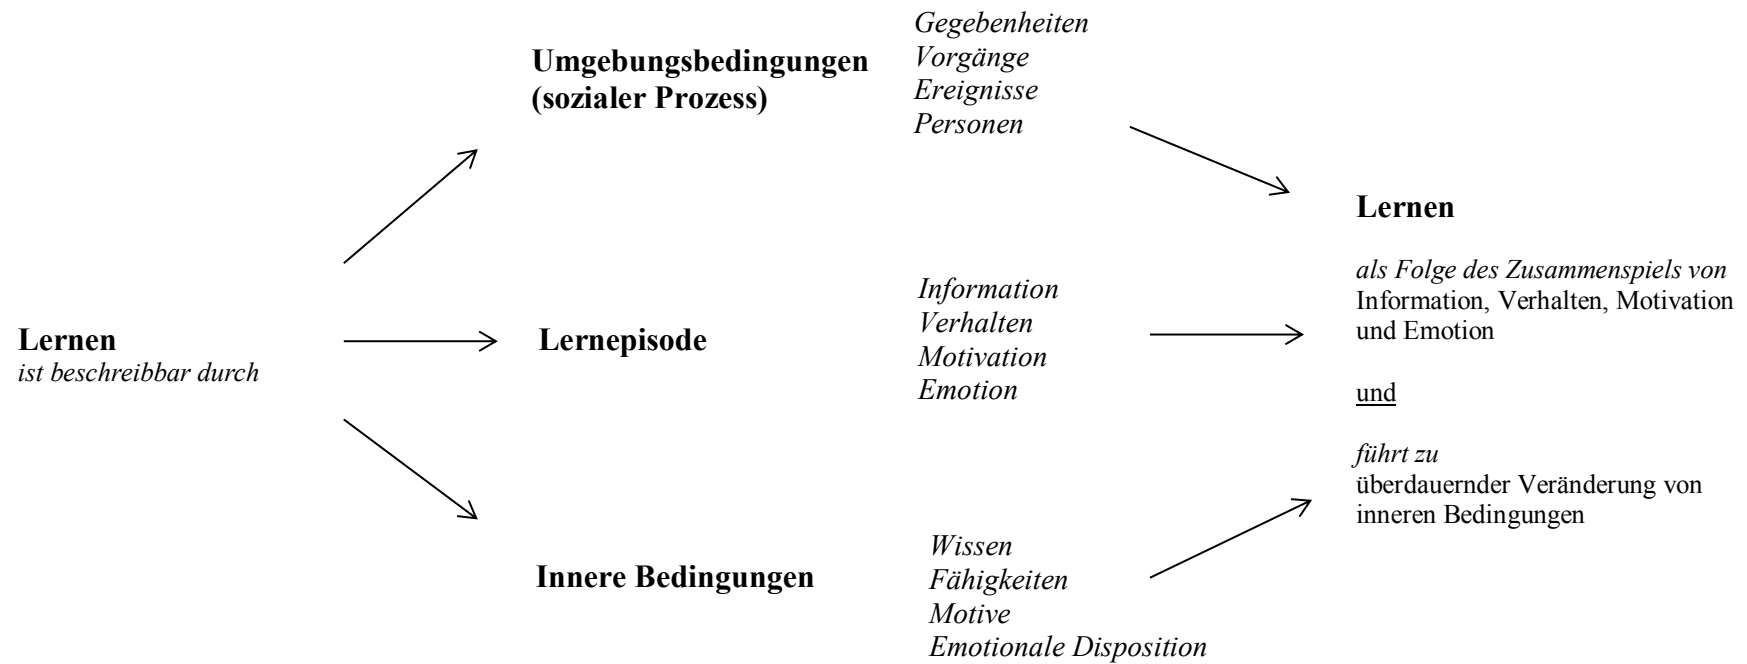 Umgebungsbedingungen
(sozialer Prozess)
Gegebenheiten
Vorgänge
Ereignisse
Personen
Lernen
ist beschreibbar durch
Lernepisode
Information
Verhalten
Motivation
Emotion
Innere Bedingungen
Wissen
Fähigkeiten
Motive
Emotionale Disposition
Lernen
als Folge des Zusammenspiels von
Information, Verhalten, Motivation
und Emotion
und
führt zu
überdauernder Veränderung von
inneren Bedingungen